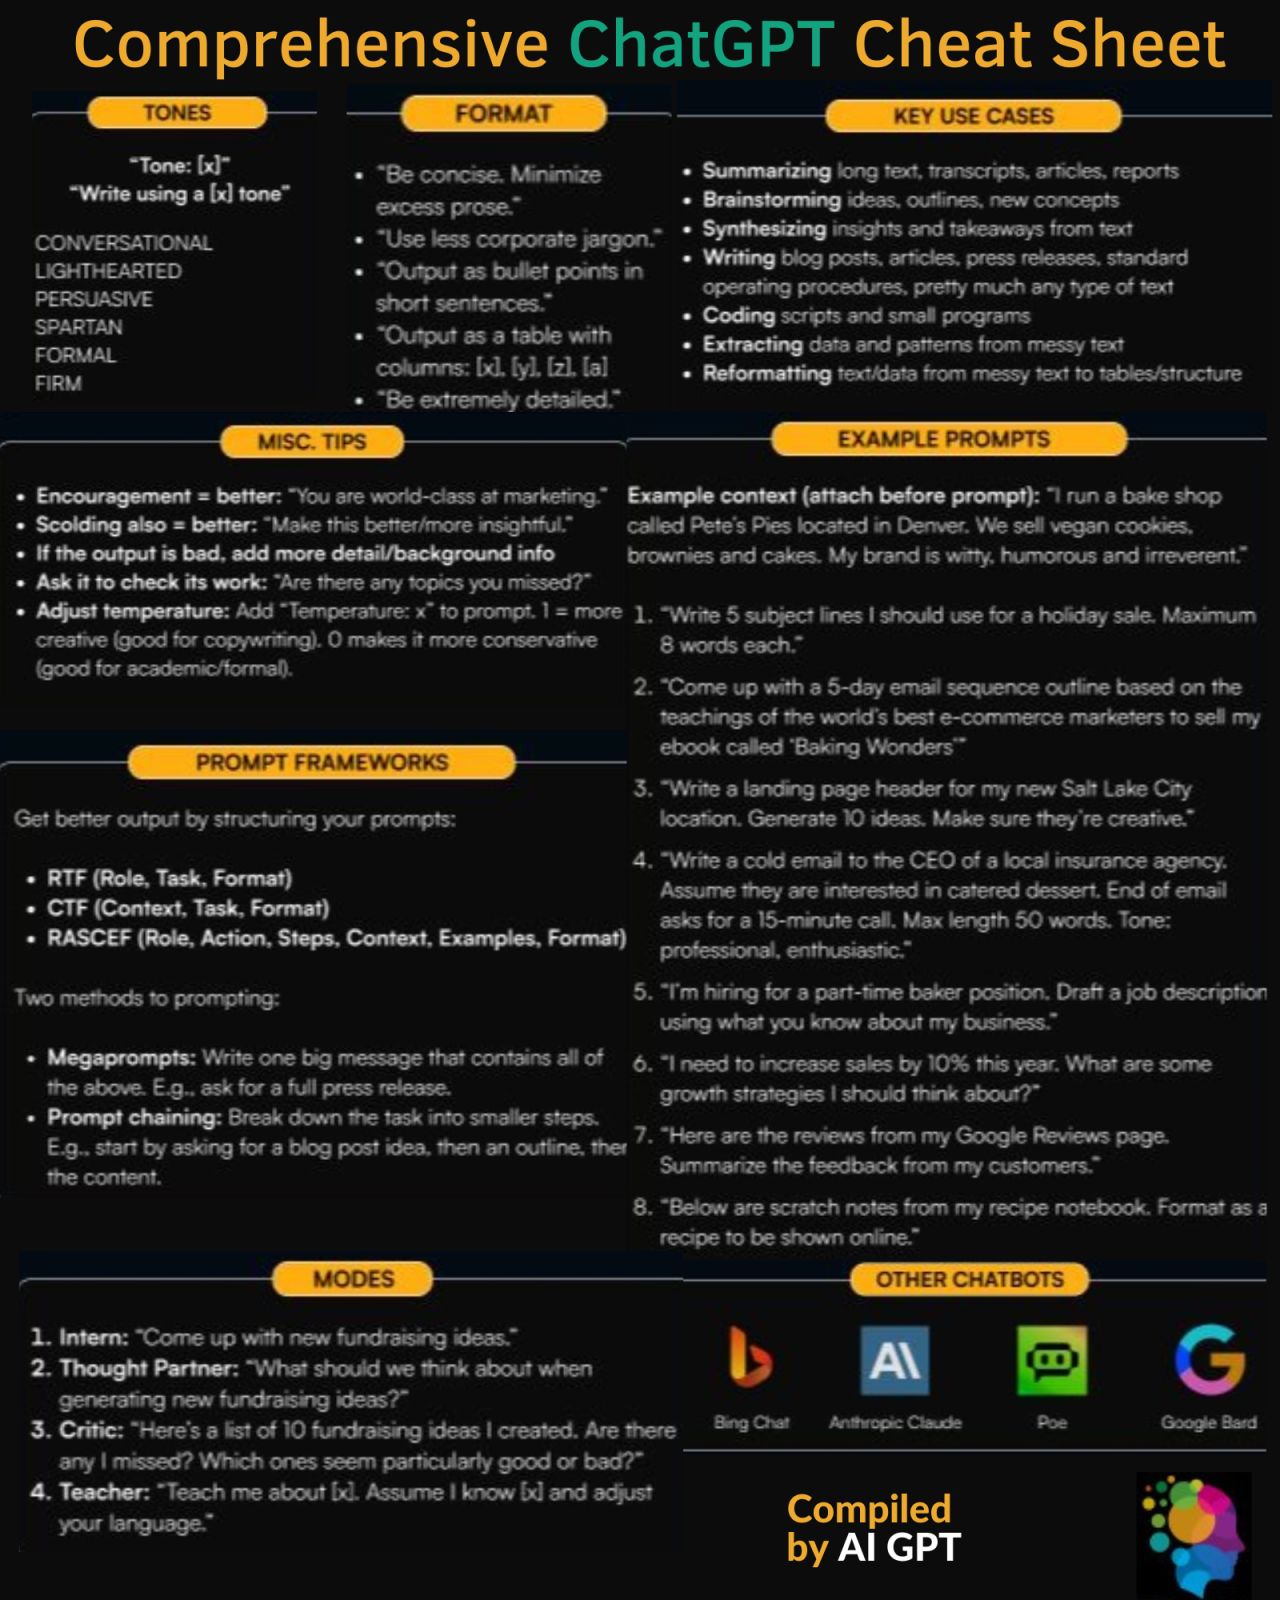 Comprehensive ChatGPT Cheat Sheet
TONES
“Tone: [x]”
“Write using a [x] tone”
CONVERSATIONAL
LIGHTHEARTED
PERSUASIVE
SPARTAN
FORMAL
FIRM
FORMAT
• “Be concise. Minimize
excess prose.”
• “Use less corporate jargon.”
• “Output as bullet points in
short sentences.”
• “Output as a table with
columns: [x], [y], [z], [a]
• “Be extremely detailed.”
KEY USE CASES
• Summarizing long text, transcripts, articles, reports
• Brainstorming ideas, outlines, new concepts
• Synthesizing insights and takeaways from text
• Writing blog posts, articles, press releases, standard
operating procedures, pretty much any type of text
• Coding scripts and small programs
• Extracting data and patterns from messy text
• Reformatting text/data from messy text to tables/structure
MISC. TIPS
• Encouragement = better: “You are world-class at marketing.”
• Scolding also = better: “Make this better/more insightful.”
• If the output is bad, add more detail/background info
• Ask it to check its work: “Are there any topics you missed?”
• Adjust temperature: Add “Temperature: x” to prompt. 1 = more
creative (good for copywriting). 0 makes it more conservative
(good for academic/formal).
PROMPT FRAMEWORKS
Get better output by structuring your prompts:
• RTF (Role, Task, Format)
• CTF (Context, Task, Format)
• RASCEF (Role, Action, Steps, Context, Examples, Format)
Two methods to prompting:
• Megaprompts: Write one big message that contains all of
the above. E.g., ask for a full press release.
• Prompt chaining: Break down the task into smaller steps.
E.g., start by asking for a blog post idea, then an outline, then
the content.
EXAMPLE PROMPTS
Example context (attach before prompt): “I run a bake shop
called Pete’s Pies located in Denver. We sell vegan cookies,
brownies and cakes. My brand is witty, humorous and irreverent.”
1. “Write 5 subject lines I should use for a holiday sale. Maximum
8 words each.”
2. “Come up with a 5-day email sequence outline based on the
teachings of the world’s best e-commerce marketers to sell my
ebook called ‘Baking Wonders’”
3. “Write a landing page header for my new Salt Lake City
location. Generate 10 ideas. Make sure they’re creative.”
4. “Write a cold email to the CEO of a local insurance agency.
Assume they are interested in catered dessert. End of email
asks for a 15-minute call. Max length 50 words. Tone:
professional, enthusiastic.”
5. “I’m hiring for a part-time baker position. Draft a job description
using what you know about my business.”
6. “I need to increase sales by 10% this year. What are some
growth strategies I should think about?”
7. “Here are the reviews from my Google Reviews page.
Summarize the feedback from my customers.”
8. “Below are scratch notes from my recipe notebook. Format as a
recipe to be shown online.”
MODES
1. Intern: “Come up with new fundraising ideas.”
2. Thought Partner: “What should we think about when
generating new fundraising ideas?”
3. Critic: “Here’s a list of 10 fundraising ideas I created. Are there
any I missed? Which ones seem particularly good or bad?”
4. Teacher: “Teach me about [x]. Assume I know [x] and adjust
your language.”
OTHER CHATBOTS
A\
Bing Chat
Anthropic Claude
Poe
Google Bard
Compiled
by AI GPT